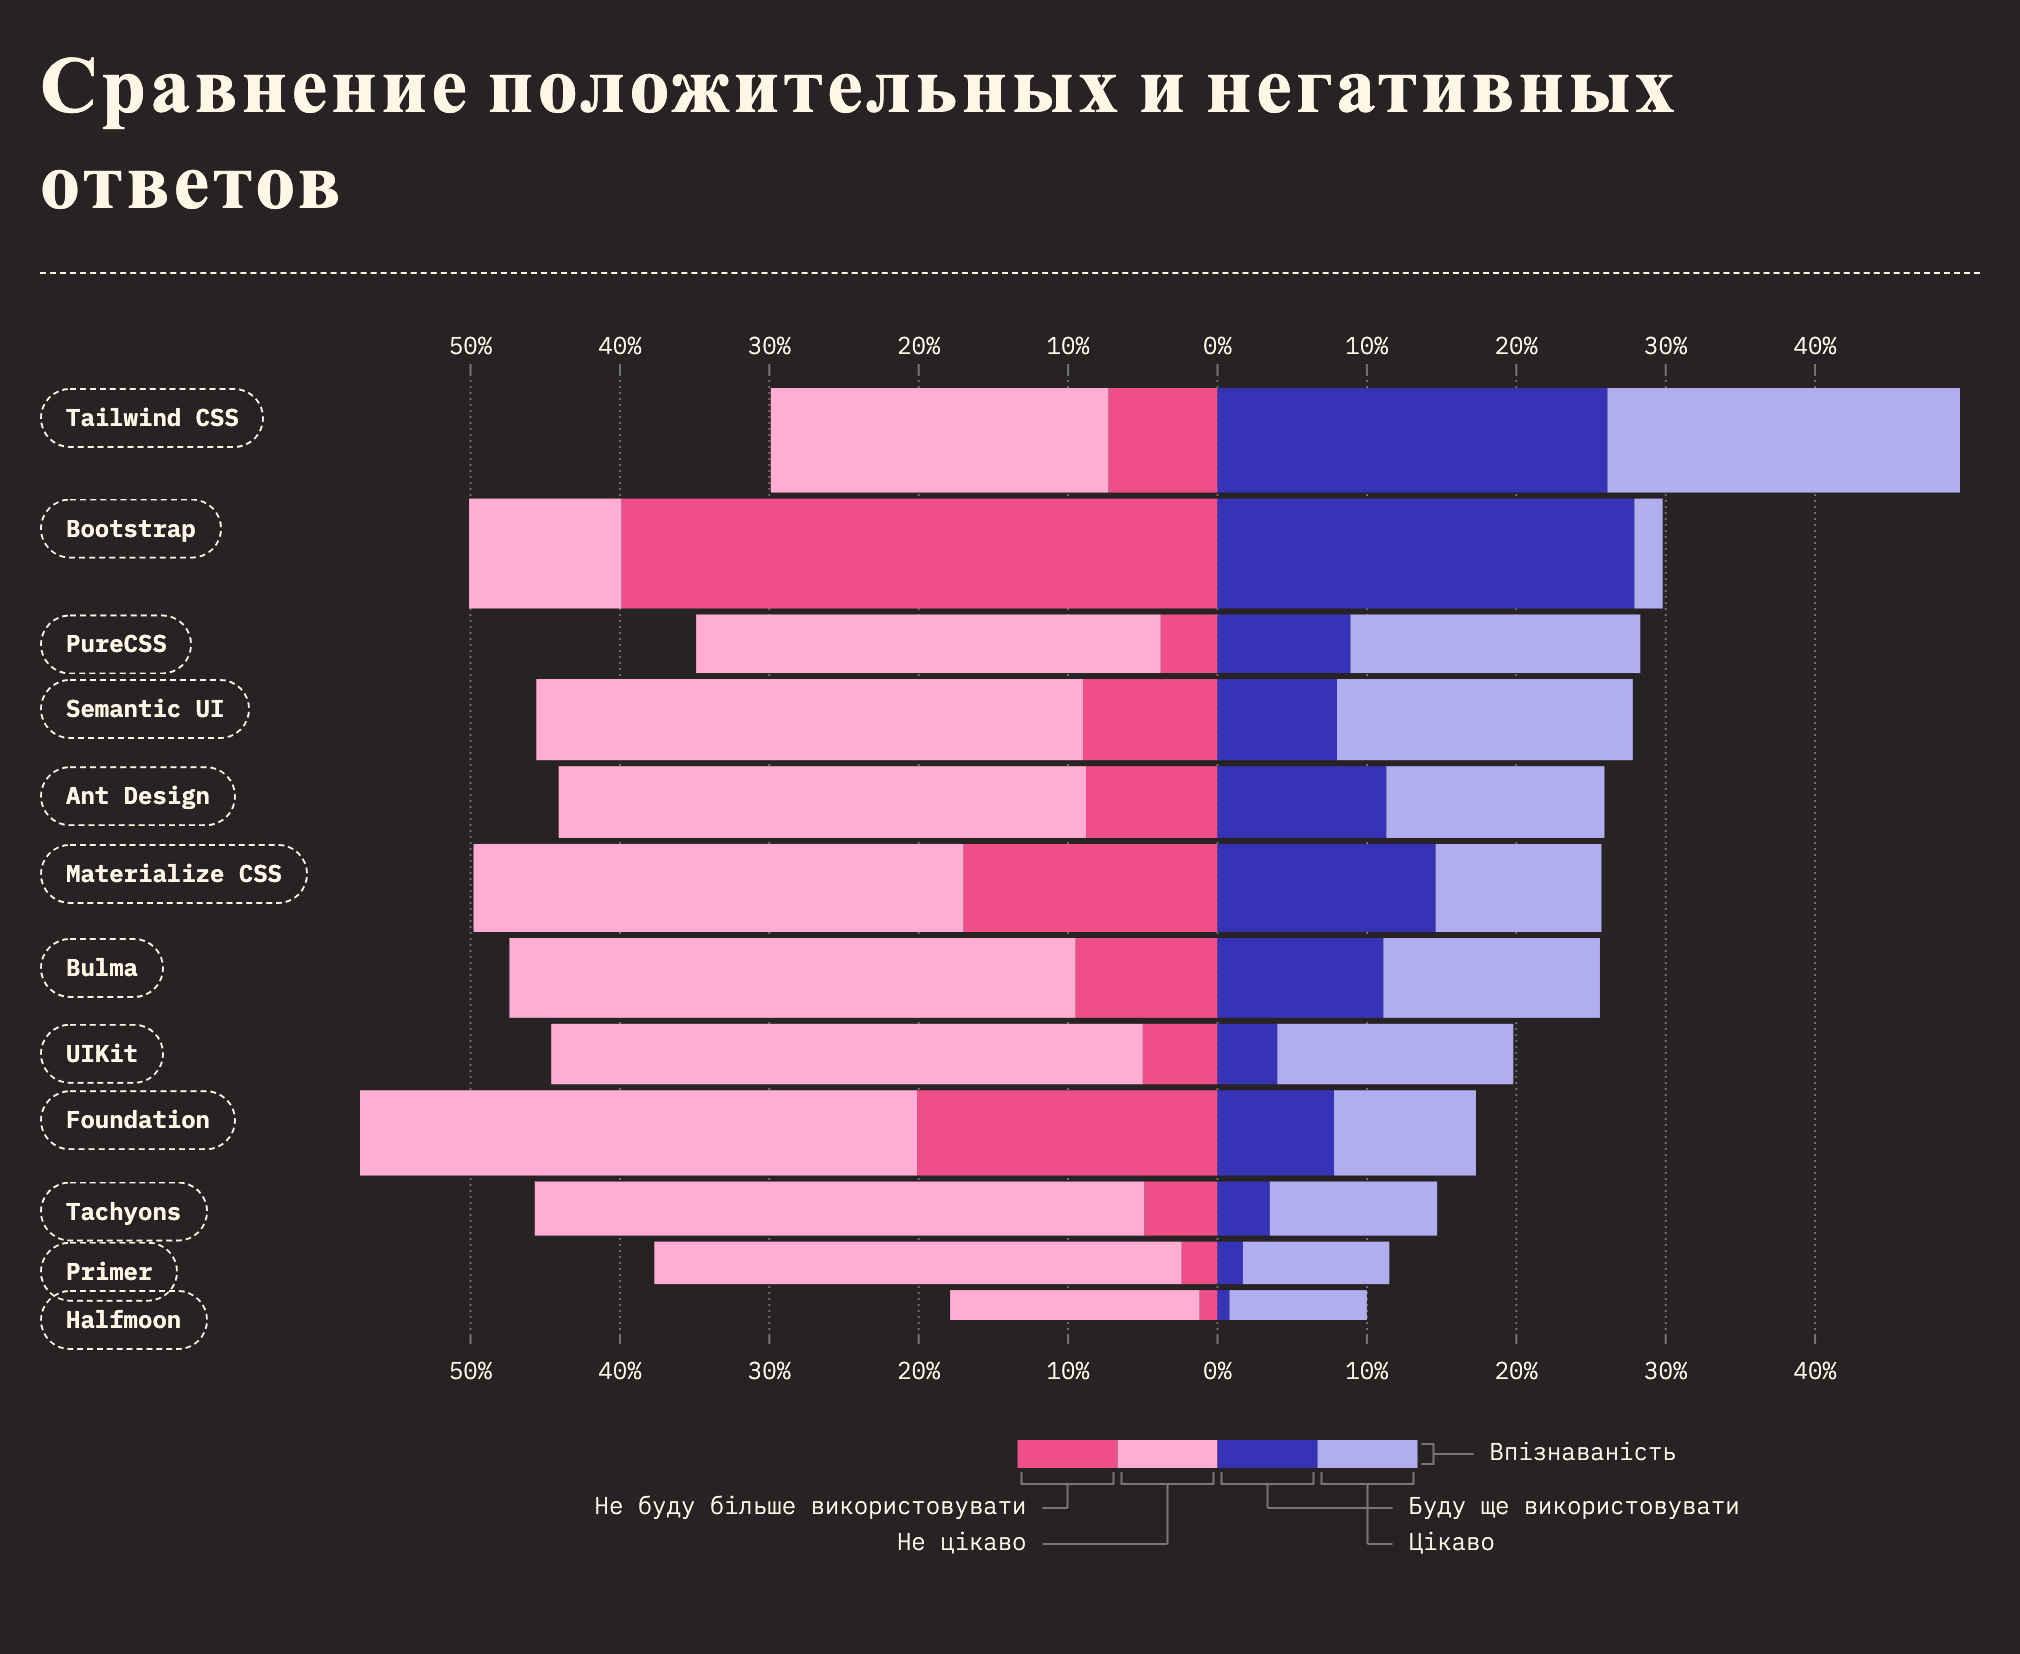 Сравнение положительных и негативных
ответов
50% 40% 30% 20% 10% 0% 10% 20% 30% 40%
Tailwind CSS
Bootstrap
PureCSS
Semantic UI
Ant Design
Materialize CSS
Bulma
UIKit
Foundation
Tachyons
Primer
Halfmoon
50% 40% 30% 20% 10% 0% 10% 20% 30% 40%
Впізнаваність
Не буду більше використовувати Буду ще використовувати
Не цікаво Цікаво